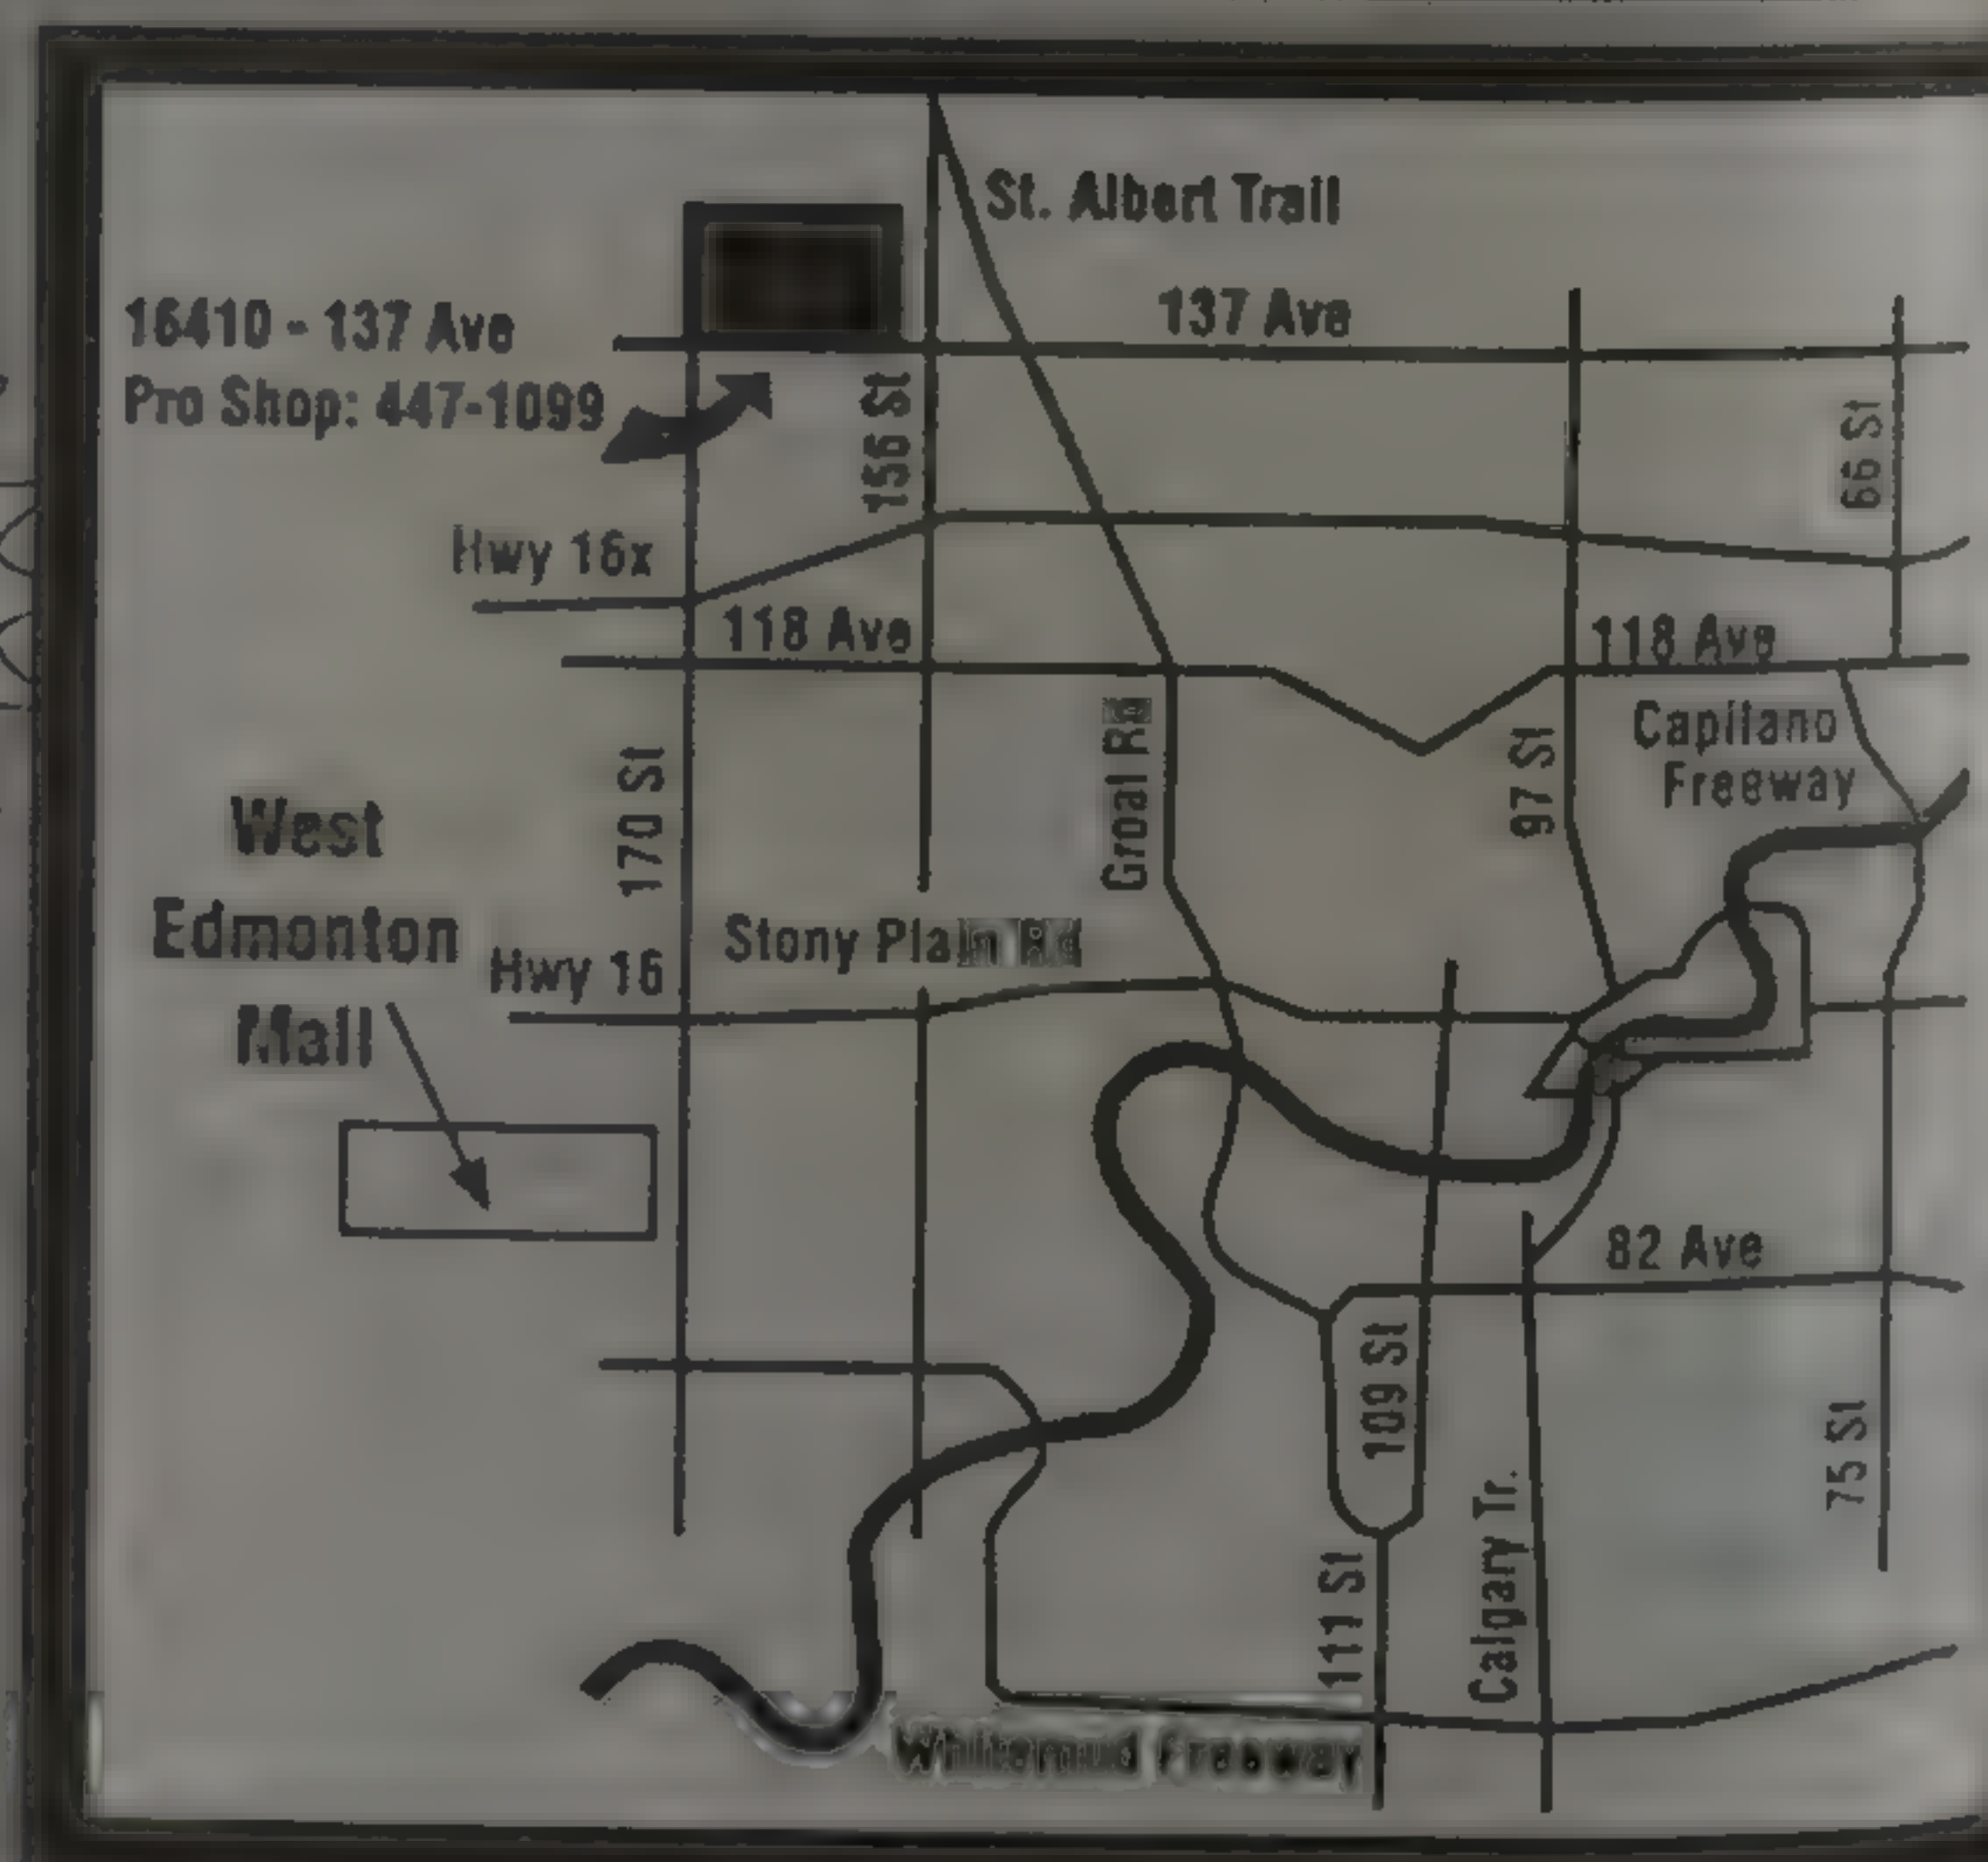 St. Albert Trail
16410 - 137 Ave
Pro Shop: 447-1099
137 Ave
156 St
66 St
Hwy 16x
118 Ave
118 Ave
Capilano
Freeway
97 St
Groat Rd
170 St
West
Edmonton
Mall
Stony Plain Rd
Hwy 16
82 Ave
109 St
75 St
Calgary Tr.
111 St
Whitemud Freeway